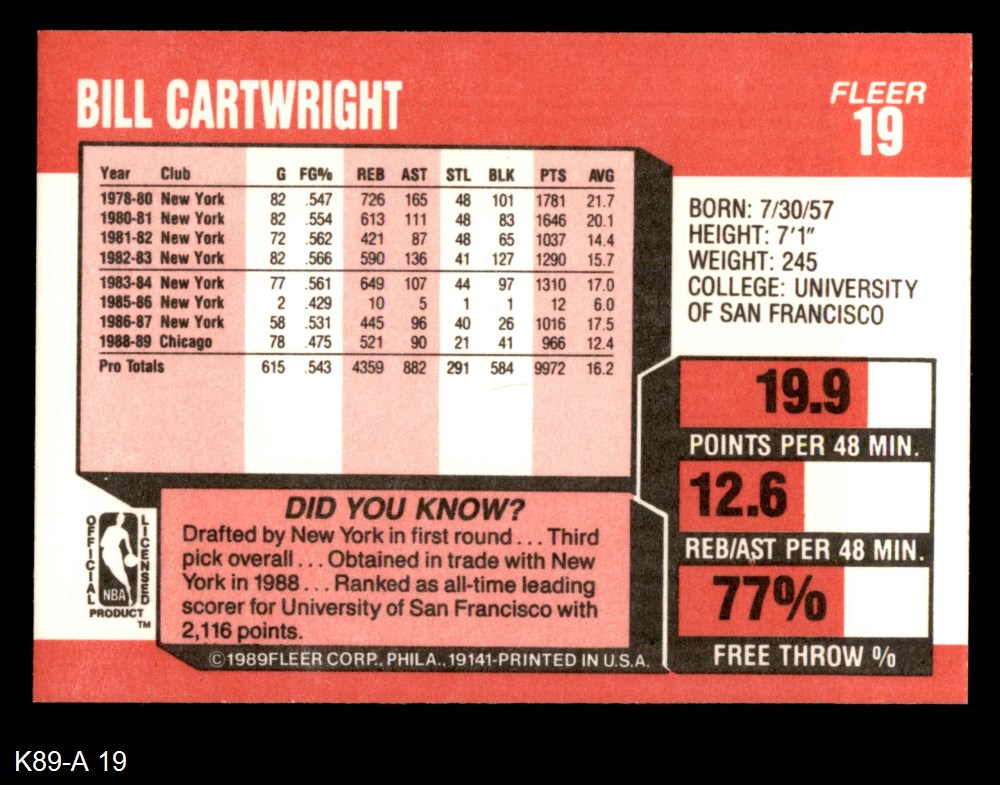 BILL CARTWRIGHT
FLEER
19
Year Club G FG% REB AST STL BLK PTS AVG
1978-80 New York 82 .547 726 165 48 101 1781 21.7
1980-81 New York 82 .554 613 111 48 83 1646 20.1
1981-82 New York 72 .562 421 87 48 65 1037 14.4
1982-83 New York 82 .566 590 136 41 127 1290 15.7
1983-84 New York 77 .561 649 107 44 97 1310 17.0
1985-86 New York 2 .429 10 5 1 1 12 6.0
1986-87 New York 58 .531 445 96 40 26 1016 17.5
1988-89 Chicago 78 .475 521 90 21 41 966 12.4
Pro Totals 615 .543 4359 882 291 584 9972 16.2
BORN: 7/30/57
HEIGHT: 7'1"
WEIGHT: 245
COLLEGE: UNIVERSITY
OF SAN FRANCISCO
19.9
POINTS PER 48 MIN.
12.6
REB/AST PER 48 MIN.
77%
FREE THROW %
DID YOU KNOW?
Drafted by New York in first round... Third
pick overall... Obtained in trade with New
York in 1988... Ranked as all-time leading
scorer for University of San Francisco with
2,116 points.
OFFICIAL LICENSED
NBA
PRODUCT
TM
©1989FLEER CORP., PHILA., 19141-PRINTED IN U.S.A.
K89-A 19